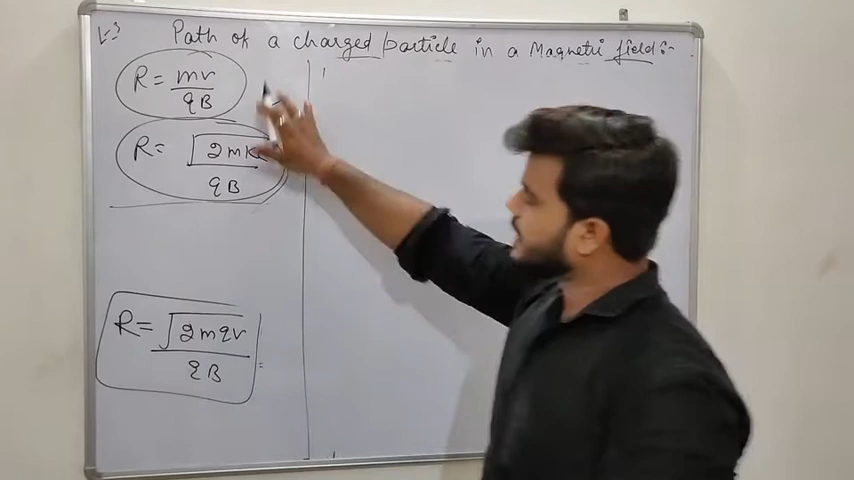 Path of a charged particle in a Magnetic field :-
R = mv
qB
R = √2mK
qB
R = √2mqv
qB